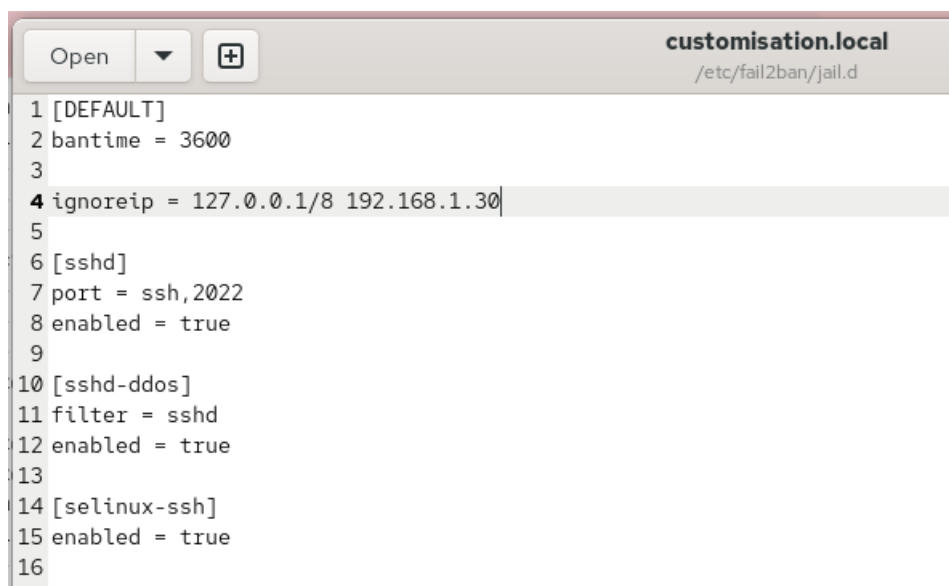 Open
customisation.local
/etc/fail2ban/jail.d
1 [DEFAULT]
2 bantime = 3600
3
4 ignoreip = 127.0.0.1/8 192.168.1.30
5
6 [sshd]
7 port = ssh,2022
8 enabled = true
9
10 [sshd-ddos]
11 filter = sshd
12 enabled = true
13
14 [selinux-ssh]
15 enabled = true
16